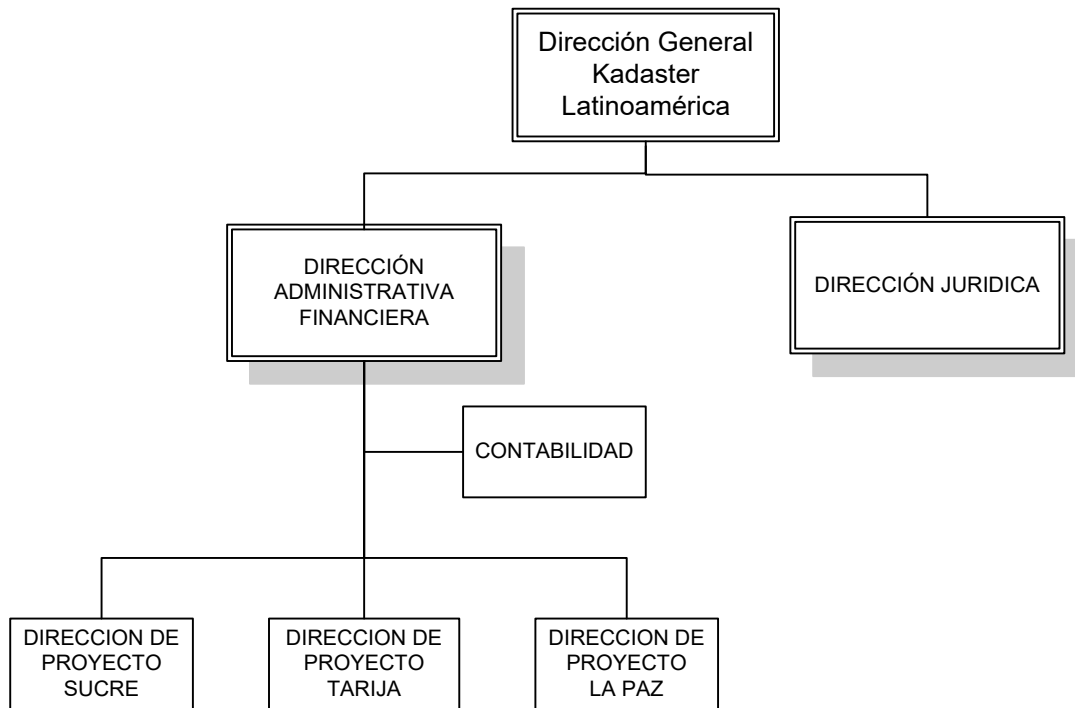 Dirección General
Kadaster
Latinoamérica
DIRECCIÓN
ADMINISTRATIVA
FINANCIERA
DIRECCIÓN JURIDICA
CONTABILIDAD
DIRECCION DE
PROYECTO
SUCRE
DIRECCION DE
PROYECTO
TARIJA
DIRECCION DE
PROYECTO
LA PAZ